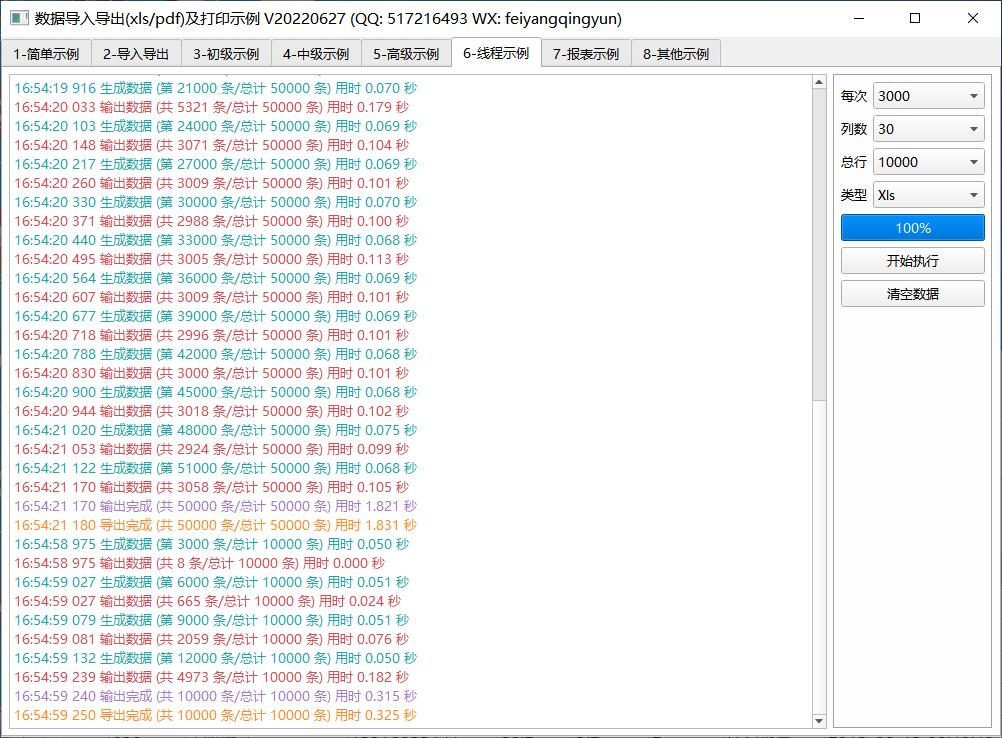 数据导入导出(xls/pdf)及打印示例 V20220627 (QQ: 517216493 WX: feiyangqingyun)
1-简单示例 2-导入导出 3-初级示例 4-中级示例 5-高级示例 6-线程示例 7-报表示例 8-其他示例
16:54:19 916 生成数据 (第 21000 条/总计 50000 条) 用时 0.070 秒
16:54:20 033 输出数据 (共 5321 条/总计 50000 条) 用时 0.179 秒
16:54:20 103 生成数据 (第 24000 条/总计 50000 条) 用时 0.069 秒
16:54:20 148 输出数据 (共 3071 条/总计 50000 条) 用时 0.104 秒
16:54:20 217 生成数据 (第 27000 条/总计 50000 条) 用时 0.069 秒
16:54:20 260 输出数据 (共 3009 条/总计 50000 条) 用时 0.101 秒
16:54:20 330 生成数据 (第 30000 条/总计 50000 条) 用时 0.070 秒
16:54:20 371 输出数据 (共 2988 条/总计 50000 条) 用时 0.100 秒
16:54:20 440 生成数据 (第 33000 条/总计 50000 条) 用时 0.068 秒
16:54:20 495 输出数据 (共 3005 条/总计 50000 条) 用时 0.113 秒
16:54:20 564 生成数据 (第 36000 条/总计 50000 条) 用时 0.069 秒
16:54:20 607 输出数据 (共 3009 条/总计 50000 条) 用时 0.101 秒
16:54:20 677 生成数据 (第 39000 条/总计 50000 条) 用时 0.069 秒
16:54:20 718 输出数据 (共 2996 条/总计 50000 条) 用时 0.101 秒
16:54:20 788 生成数据 (第 42000 条/总计 50000 条) 用时 0.068 秒
16:54:20 830 输出数据 (共 3000 条/总计 50000 条) 用时 0.101 秒
16:54:20 900 生成数据 (第 45000 条/总计 50000 条) 用时 0.068 秒
16:54:20 944 输出数据 (共 3018 条/总计 50000 条) 用时 0.102 秒
16:54:21 020 生成数据 (第 48000 条/总计 50000 条) 用时 0.075 秒
16:54:21 053 输出数据 (共 2924 条/总计 50000 条) 用时 0.099 秒
16:54:21 122 生成数据 (第 51000 条/总计 50000 条) 用时 0.068 秒
16:54:21 170 输出数据 (共 3058 条/总计 50000 条) 用时 0.105 秒
16:54:21 170 输出完成 (共 50000 条/总计 50000 条) 用时 1.821 秒
16:54:21 180 导出完成 (共 50000 条/总计 50000 条) 用时 1.831 秒
16:54:58 975 生成数据 (第 3000 条/总计 10000 条) 用时 0.050 秒
16:54:58 975 输出数据 (共 8 条/总计 10000 条) 用时 0.000 秒
16:54:59 027 生成数据 (第 6000 条/总计 10000 条) 用时 0.051 秒
16:54:59 027 输出数据 (共 665 条/总计 10000 条) 用时 0.024 秒
16:54:59 079 生成数据 (第 9000 条/总计 10000 条) 用时 0.051 秒
16:54:59 081 输出数据 (共 2059 条/总计 10000 条) 用时 0.076 秒
16:54:59 132 生成数据 (第 12000 条/总计 10000 条) 用时 0.050 秒
16:54:59 239 输出数据 (共 4973 条/总计 10000 条) 用时 0.182 秒
16:54:59 240 输出完成 (共 10000 条/总计 10000 条) 用时 0.315 秒
16:54:59 250 导出完成 (共 10000 条/总计 10000 条) 用时 0.325 秒
每次 3000
列数 30
总行 10000
类型 Xls
100%
开始执行
清空数据